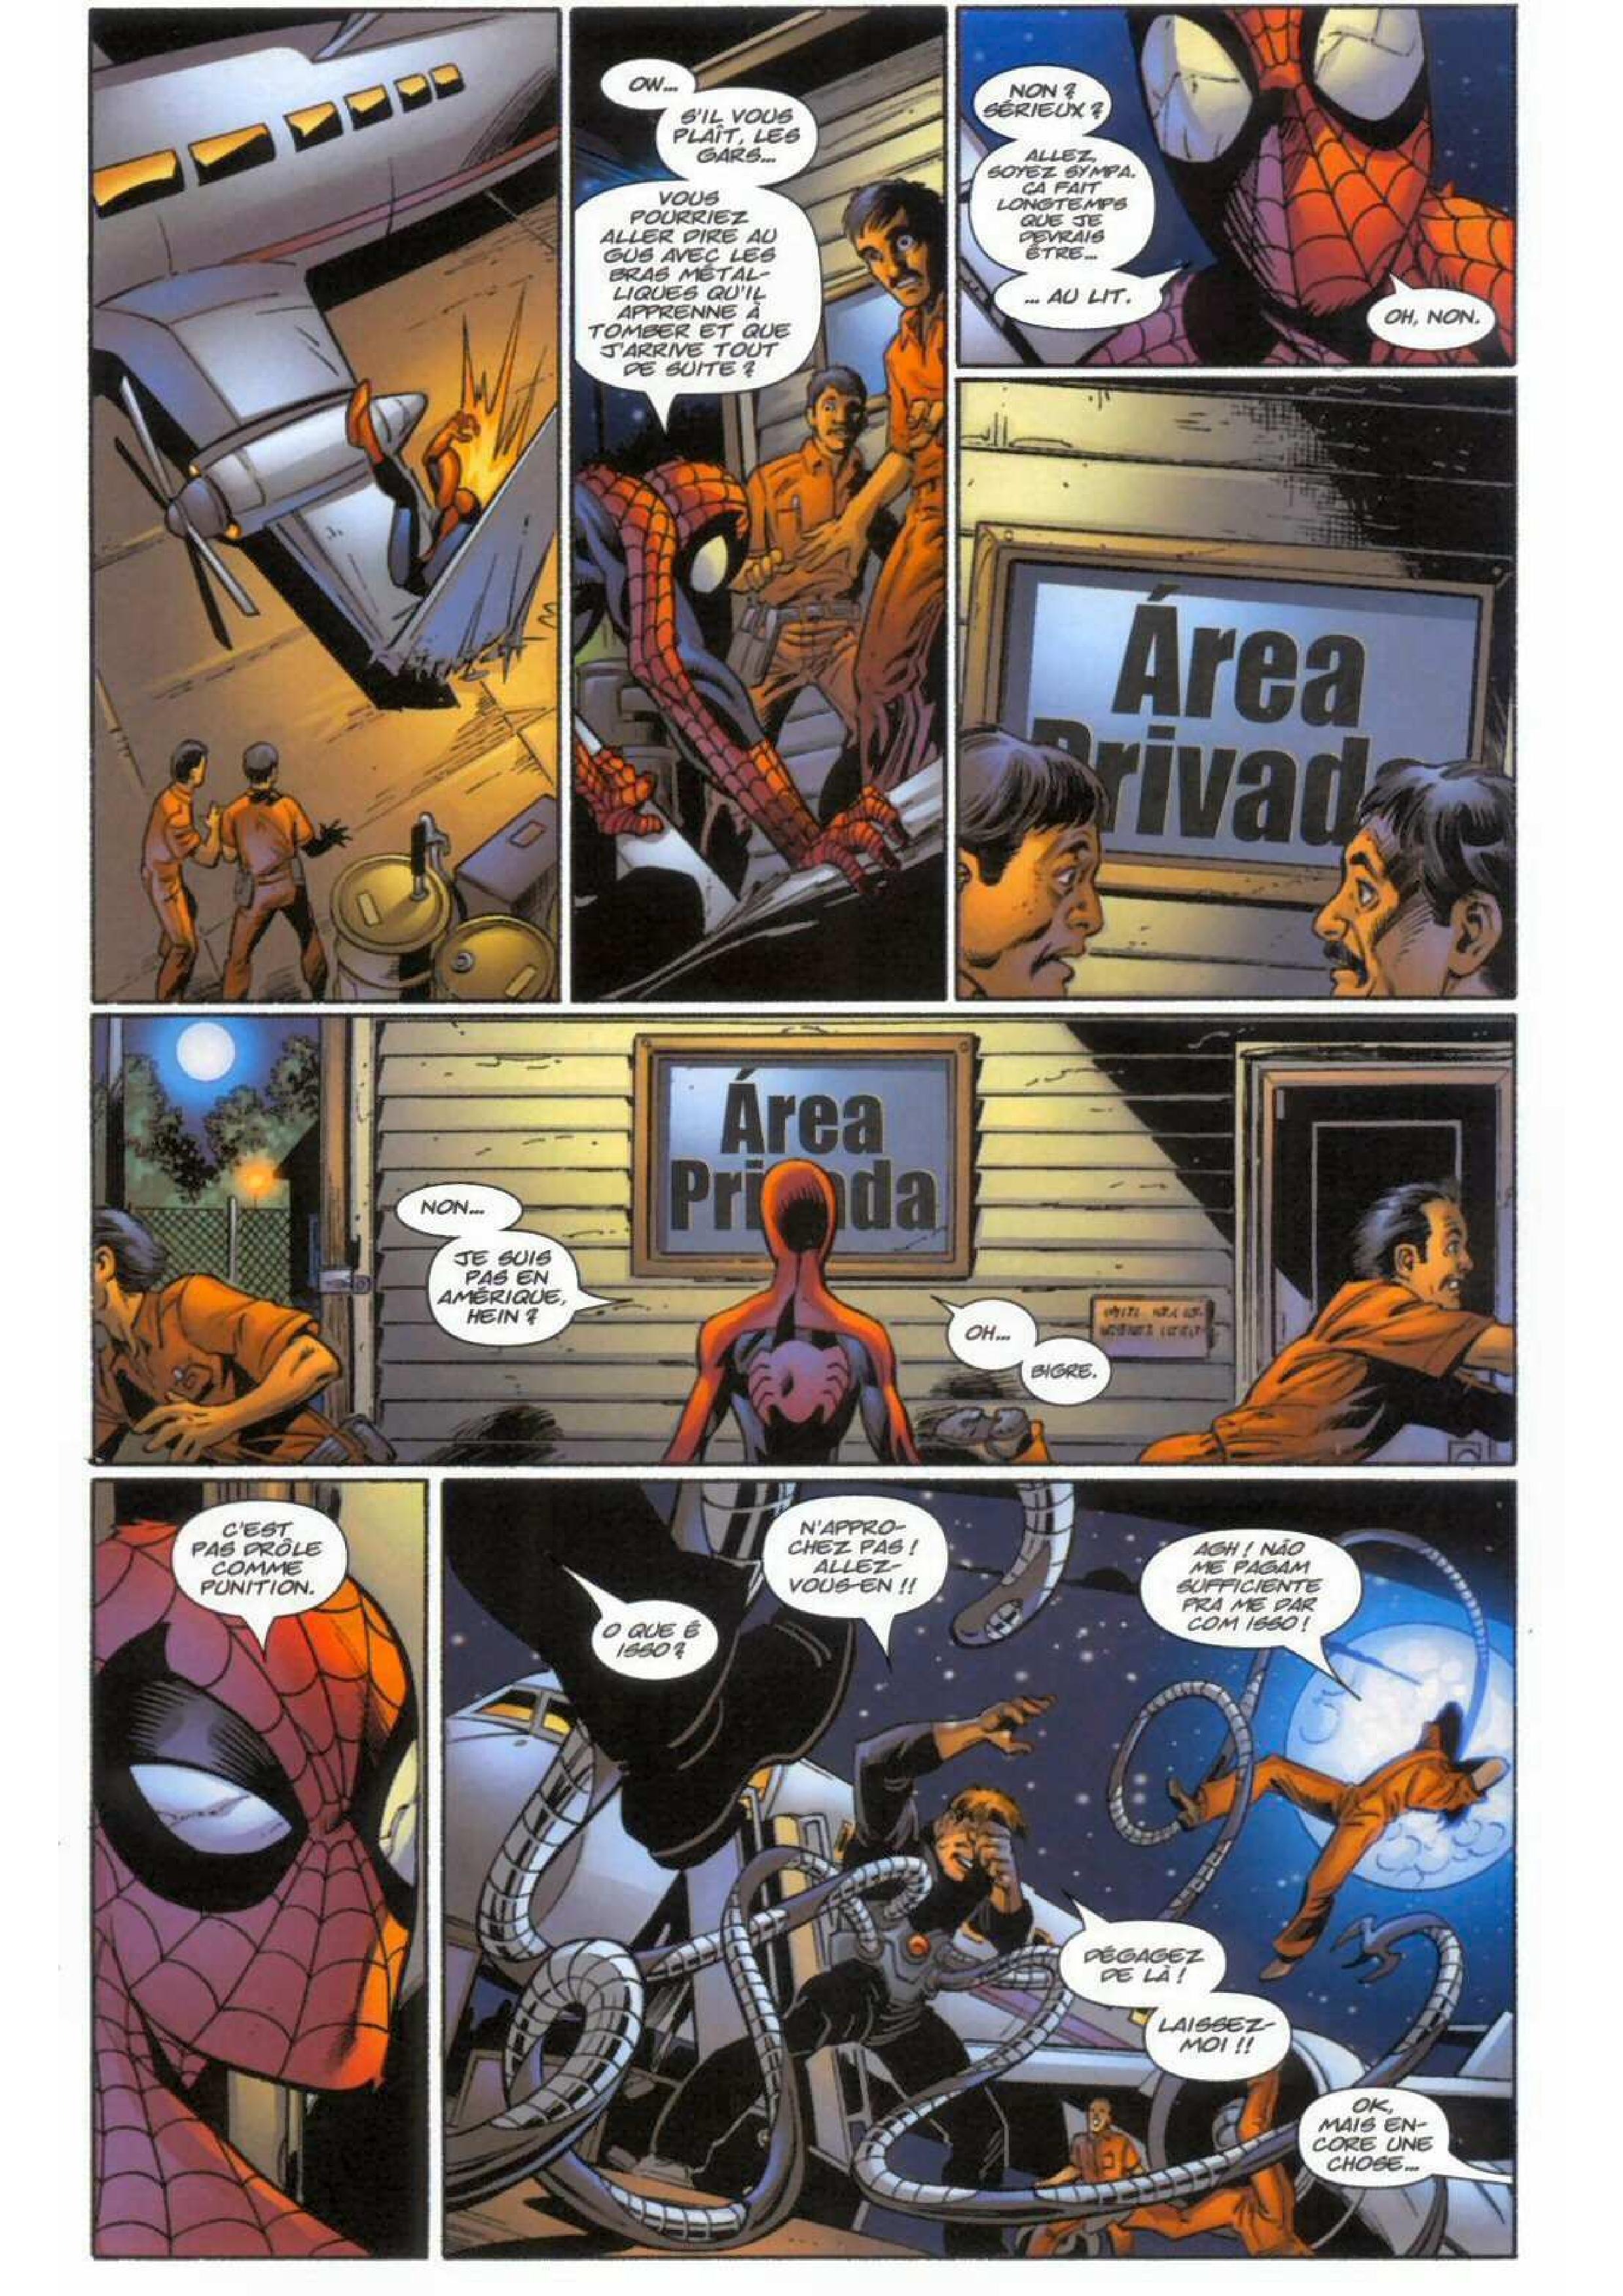 OW...
S'IL VOUS
PLAÎT, LES
GARS...
VOUS
POURRIEZ
ALLER DIRE AU
GUS AVEC LES
BRAS MÉTAL-
LIQUES QU'IL
APPRENNE À
TOMBER ET QUE
J'ARRIVE TOUT
DE SUITE ?
NON ?
SÉRIEUX ?
ALLEZ,
SOYEZ SYMPA.
ÇA FAIT
LONGTEMPS
QUE JE
DEVRAIS
ÊTRE...
... AU LIT.
OH, NON.
Área
Privad
NON...
JE SUIS
PAS EN
AMÉRIQUE,
HEIN ?
Área
Pri da
OH...
BIGRE.
C'EST
PAS DRÔLE
COMME
PUNITION.
O QUE É
ISSO ?
N'APPRO-
CHEZ PAS !
ALLEZ-
VOUS-EN !!
AGH ! NÃO
ME PAGAM
SUFFICIENTE
PRA ME DAR
COM ISSO !
DÉGAGEZ
DE LÀ !
LAISSEZ-
MOI !!
OK,
MAIS EN-
CORE UNE
CHOSE...